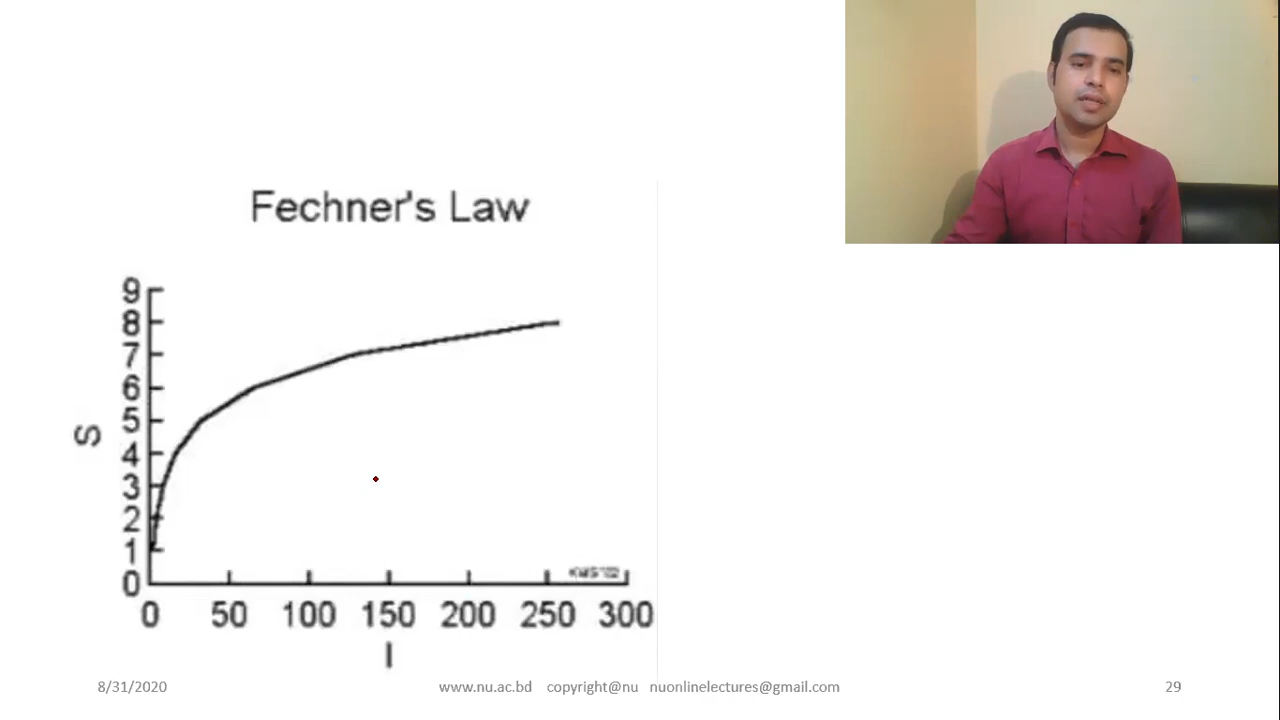 Fechner's Law
9
8
7
6
5
4
3
2
1
0
S
0 50 100 150 200 250 300
I
8/31/2020 www.nu.ac.bd copyright@nu nuonlinelectures@gmail.com 29